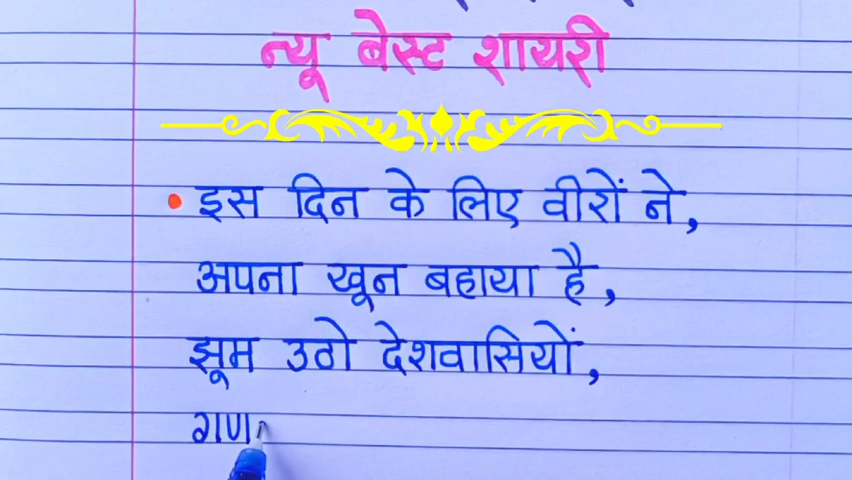 न्यू बेस्ट शायरी
इस दिन के लिए वीरों ने,
अपना खून बहाया है,
झूम उठो देशवासियों,
गण